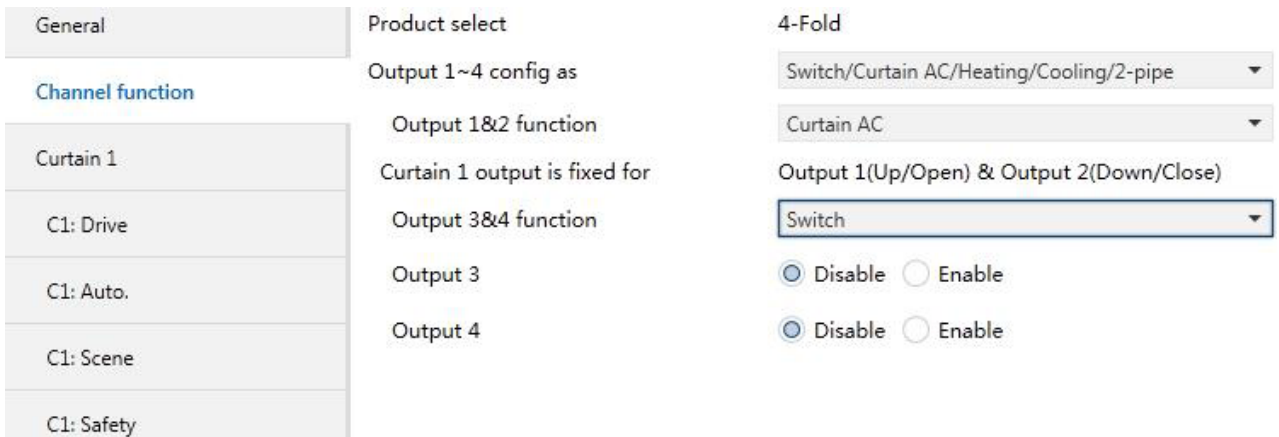 General
Channel function
Curtain 1
C1: Drive
C1: Auto.
C1: Scene
C1: Safety
Product select 4-Fold
Output 1~4 config as Switch/Curtain AC/Heating/Cooling/2-pipe
Output 1&2 function Curtain AC
Curtain 1 output is fixed for Output 1(Up/Open) & Output 2(Down/Close)
Output 3&4 function Switch
Output 3 Disable Enable
Output 4 Disable Enable